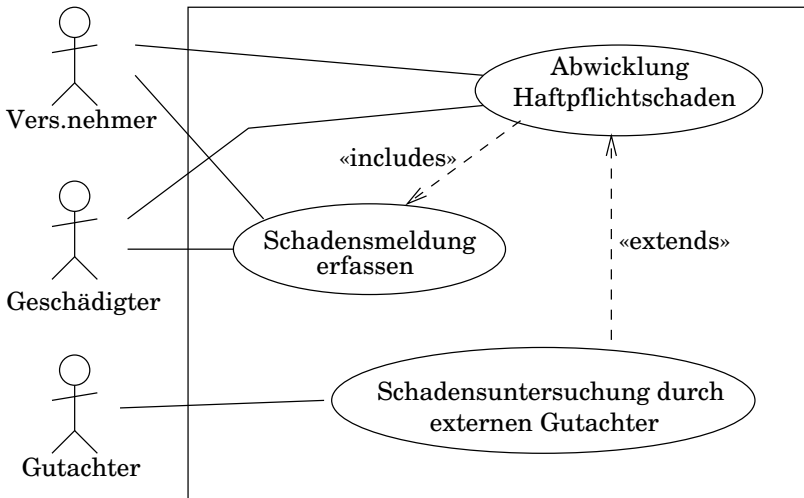 Vers.nehmer
Abwicklung
Haftpflichtschaden
«includes»
Schadensmeldung
erfassen
«extends»
Geschädigter
Schadensuntersuchung durch
externen Gutachter
Gutachter